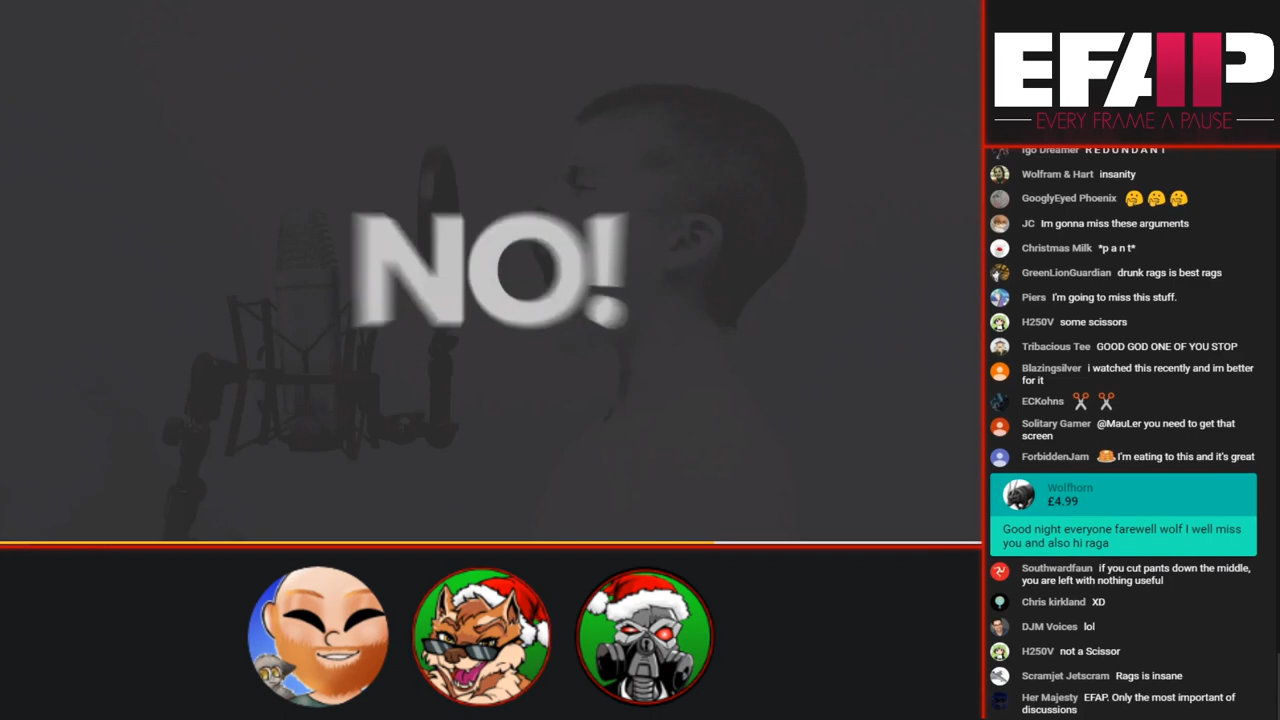 NO!
EFAP
EVERY FRAME A PAUSE
Igo Dreamer R E D U N D A N T
Wolfram & Hart insanity
GooglyEyed Phoenix
JC Im gonna miss these arguments
Christmas Milk *p a n t*
GreenLionGuardian drunk rags is best rags
Piers I'm going to miss this stuff.
H250V some scissors
Tribacious Tee GOOD GOD ONE OF YOU STOP
Blazingsilver i watched this recently and im better
for it
ECKohns
Solitary Gamer @MauLer you need to get that
screen
ForbiddenJam I'm eating to this and it's great
Wolfhorn
£4.99
Good night everyone farewell wolf I well miss
you and also hi raga
Southwardfaun if you cut pants down the middle,
you are left with nothing useful
Chris kirkland XD
DJM Voices lol
H250V not a Scissor
Scramjet Jetscram Rags is insane
Her Majesty EFAP. Only the most important of
discussions